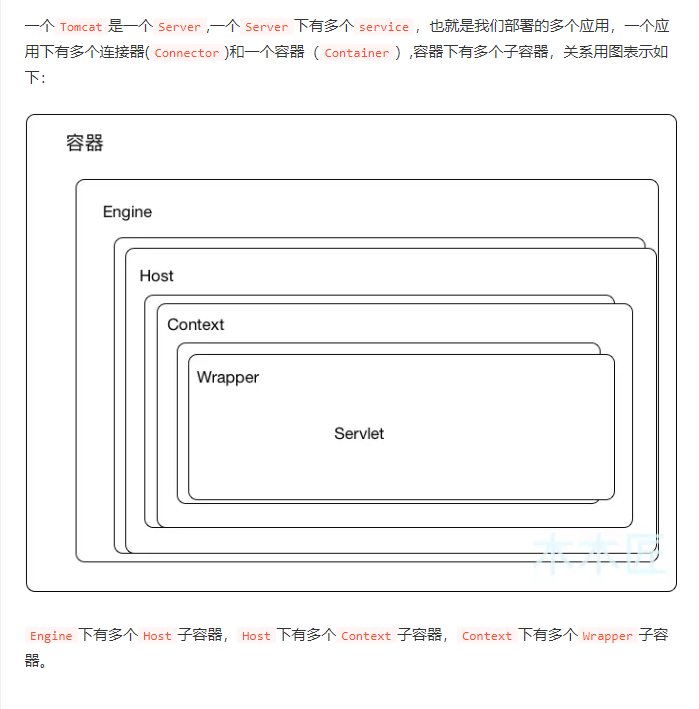 一个 Tomcat 是一个 Server ,一个 Server 下有多个 service ，也就是我们部署的多个应用，一个应
用下有多个连接器( Connector )和一个容器（ Container ）,容器下有多个子容器，关系用图表示如
下：
容器
Engine
Host
Context
Wrapper
Servlet
木木匠
Engine 下有多个 Host 子容器， Host 下有多个 Context 子容器， Context 下有多个 Wrapper 子容
器。